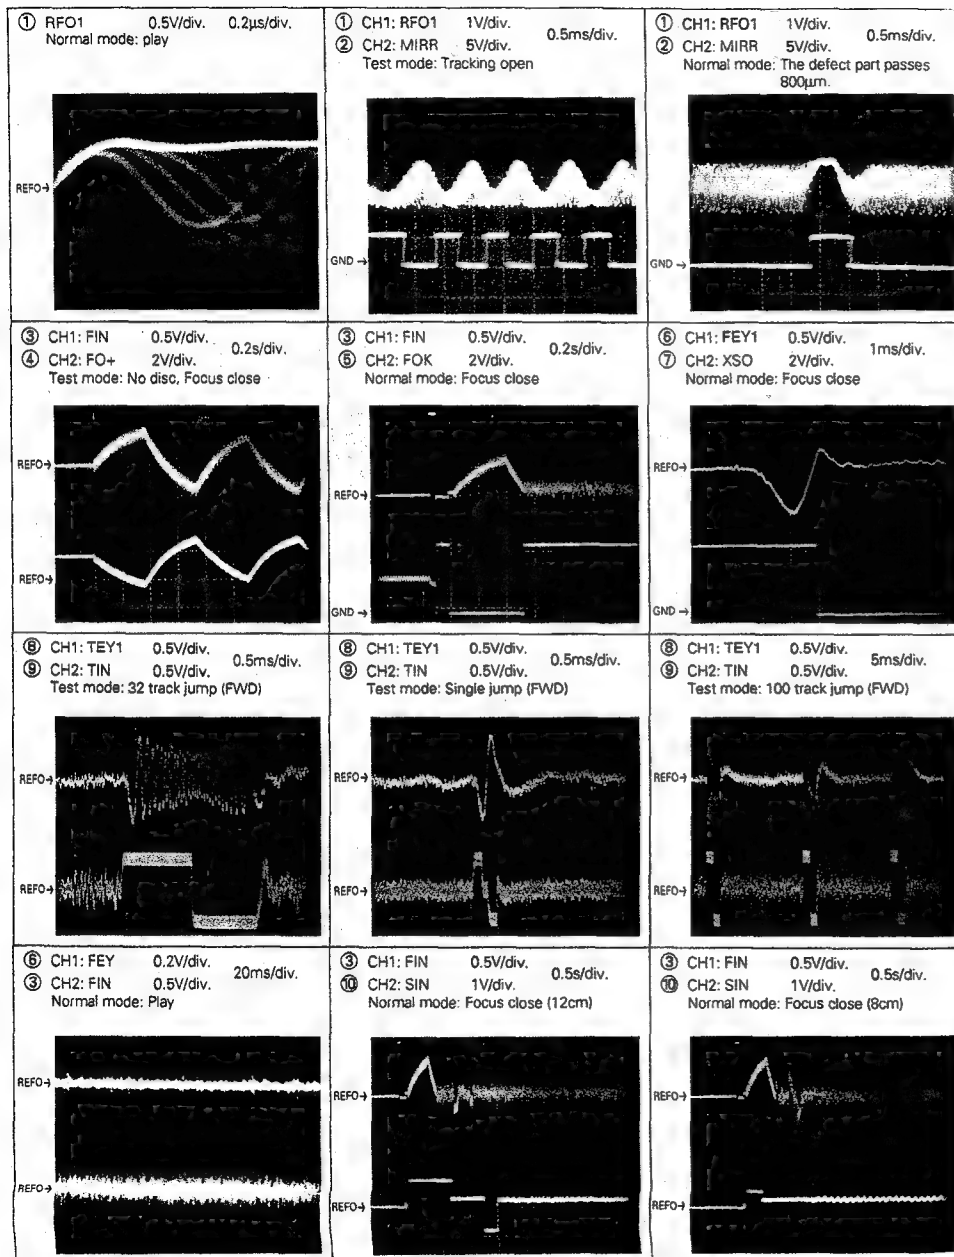 ① RFO1 0.5V/div. 0.2µs/div.
Normal mode: play
REFO→
① CH1: RFO1 1V/div. 0.5ms/div.
② CH2: MIRR 5V/div.
Test mode: Tracking open
GND →
① CH1: RFO1 1V/div. 0.5ms/div.
② CH2: MIRR 5V/div.
Normal mode: The defect part passes
800µm.
GND →
③ CH1: FIN 0.5V/div. 0.2s/div.
④ CH2: FO+ 2V/div.
Test mode: No disc, Focus close
REFO→
REFO→
③ CH1: FIN 0.5V/div. 0.2s/div.
⑤ CH2: FOK 2V/div.
Normal mode: Focus close
REFO→
GND →
⑥ CH1: FEY1 0.5V/div. 1ms/div.
⑦ CH2: XSO 2V/div.
Normal mode: Focus close
REFO→
GND →
⑧ CH1: TEY1 0.5V/div. 0.5ms/div.
⑨ CH2: TIN 0.5V/div.
Test mode: 32 track jump (FWD)
REFO→
REFO→
⑧ CH1: TEY1 0.5V/div. 0.5ms/div.
⑨ CH2: TIN 0.5V/div.
Test mode: Single jump (FWD)
REFO→
REFO→
⑧ CH1: TEY1 0.5V/div. 5ms/div.
⑨ CH2: TIN 0.5V/div.
Test mode: 100 track jump (FWD)
REFO→
REFO→
⑥ CH1: FEY 0.2V/div. 20ms/div.
③ CH2: FIN 0.5V/div.
Normal mode: Play
REFO→
REFO→
③ CH1: FIN 0.5V/div. 0.5s/div.
⑩ CH2: SIN 1V/div.
Normal mode: Focus close (12cm)
REFO→
REFO→
③ CH1: FIN 0.5V/div. 0.5s/div.
⑩ CH2: SIN 1V/div.
Normal mode: Focus close (8cm)
REFO→
REFO→